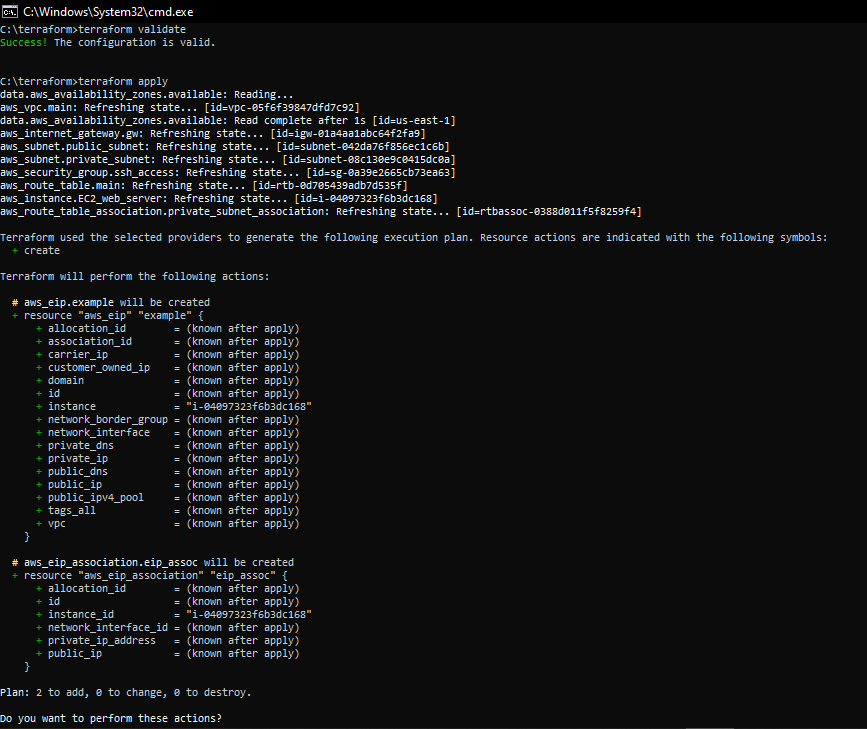 C:\Windows\System32\cmd.exe
C:\terraform>terraform validate
Success! The configuration is valid.
C:\terraform>terraform apply
data.aws_availability_zones.available: Reading...
aws_vpc.main: Refreshing state... [id=vpc-05f6f39847dfd7c92]
data.aws_availability_zones.available: Read complete after 1s [id=us-east-1]
aws_internet_gateway.gw: Refreshing state... [id=igw-01a4aa1abc64f2fa9]
aws_subnet.public_subnet: Refreshing state... [id=subnet-042da76f856ec1c6b]
aws_subnet.private_subnet: Refreshing state... [id=subnet-08c130e9c0415dc0a]
aws_security_group.ssh_access: Refreshing state... [id=sg-0a39e2665cb73ea63]
aws_route_table.main: Refreshing state... [id=rtb-0d705439adb7d535f]
aws_instance.EC2_web_server: Refreshing state... [id=i-04097323f6b3dc168]
aws_route_table_association.private_subnet_association: Refreshing state... [id=rtbassoc-0388d011f5f8259f4]
Terraform used the selected providers to generate the following execution plan. Resource actions are indicated with the following symbols:
  + create
Terraform will perform the following actions:
  # aws_eip.example will be created
  + resource "aws_eip" "example" {
      + allocation_id        = (known after apply)
      + association_id       = (known after apply)
      + carrier_ip           = (known after apply)
      + customer_owned_ip    = (known after apply)
      + domain               = (known after apply)
      + id                   = (known after apply)
      + instance             = "i-04097323f6b3dc168"
      + network_border_group = (known after apply)
      + network_interface    = (known after apply)
      + private_dns          = (known after apply)
      + private_ip           = (known after apply)
      + public_dns           = (known after apply)
      + public_ip            = (known after apply)
      + public_ipv4_pool     = (known after apply)
      + tags_all             = (known after apply)
      + vpc                  = (known after apply)
    }
  # aws_eip_association.eip_assoc will be created
  + resource "aws_eip_association" "eip_assoc" {
      + allocation_id        = (known after apply)
      + id                   = (known after apply)
      + instance_id          = "i-04097323f6b3dc168"
      + network_interface_id = (known after apply)
      + private_ip_address   = (known after apply)
      + public_ip            = (known after apply)
    }
Plan: 2 to add, 0 to change, 0 to destroy.
Do you want to perform these actions?